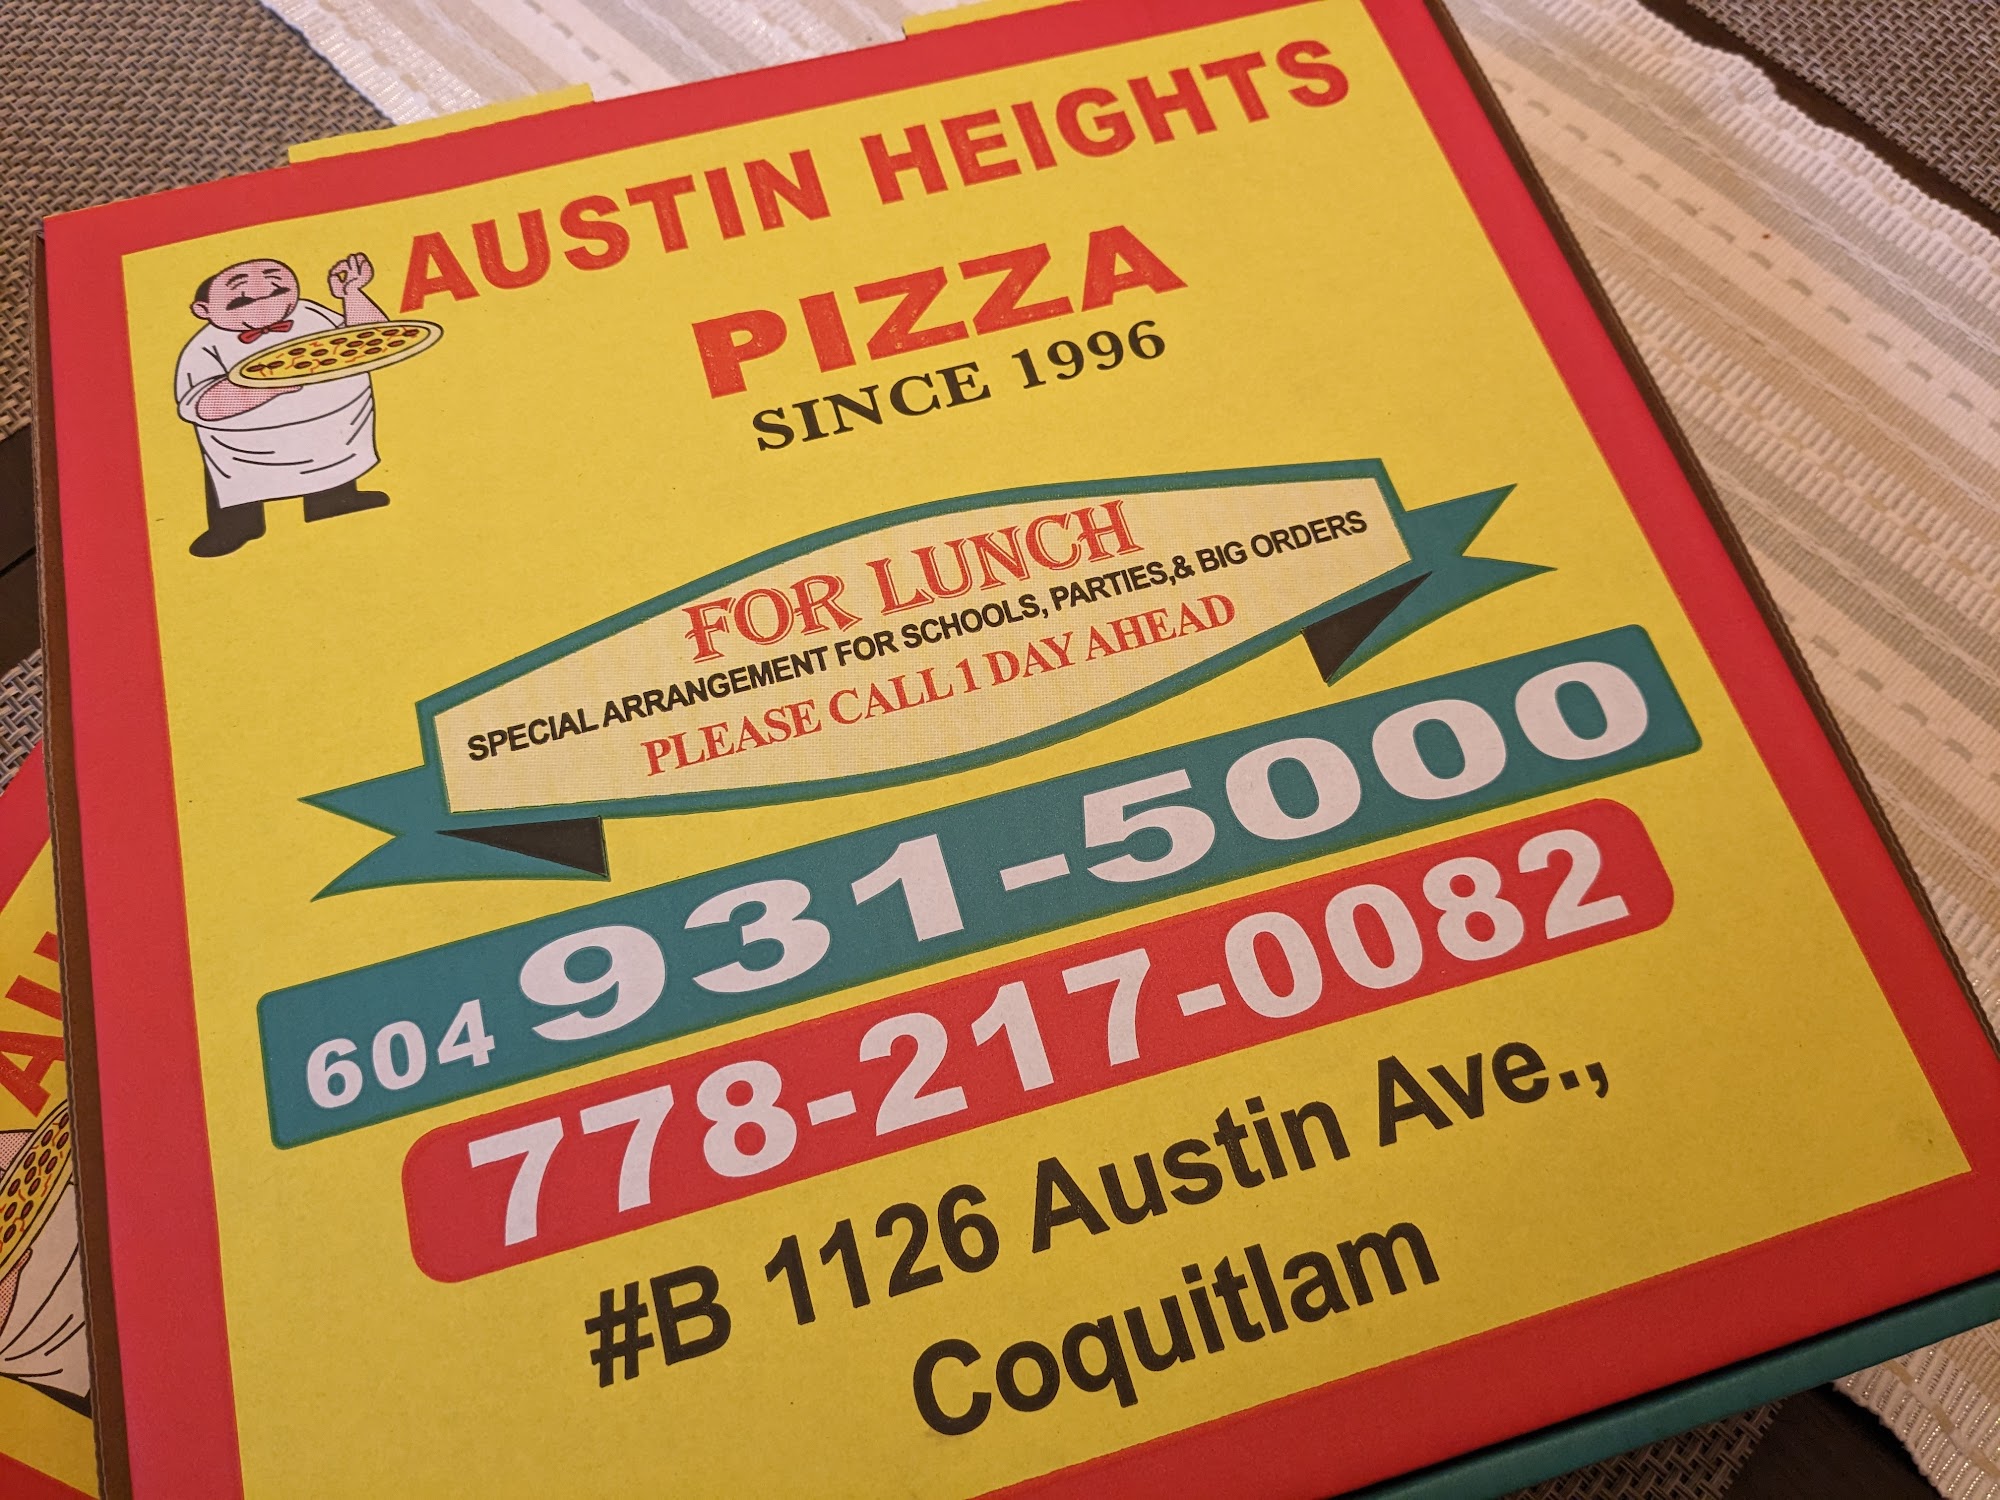 AUSTIN HEIGHTS
PIZZA
SINCE 1996
FOR LUNCH
SPECIAL ARRANGEMENT FOR SCHOOLS, PARTIES,& BIG ORDERS
PLEASE CALL 1 DAY AHEAD
604 931-5000
778-217-0082
#B 1126 Austin Ave.,
Coquitlam